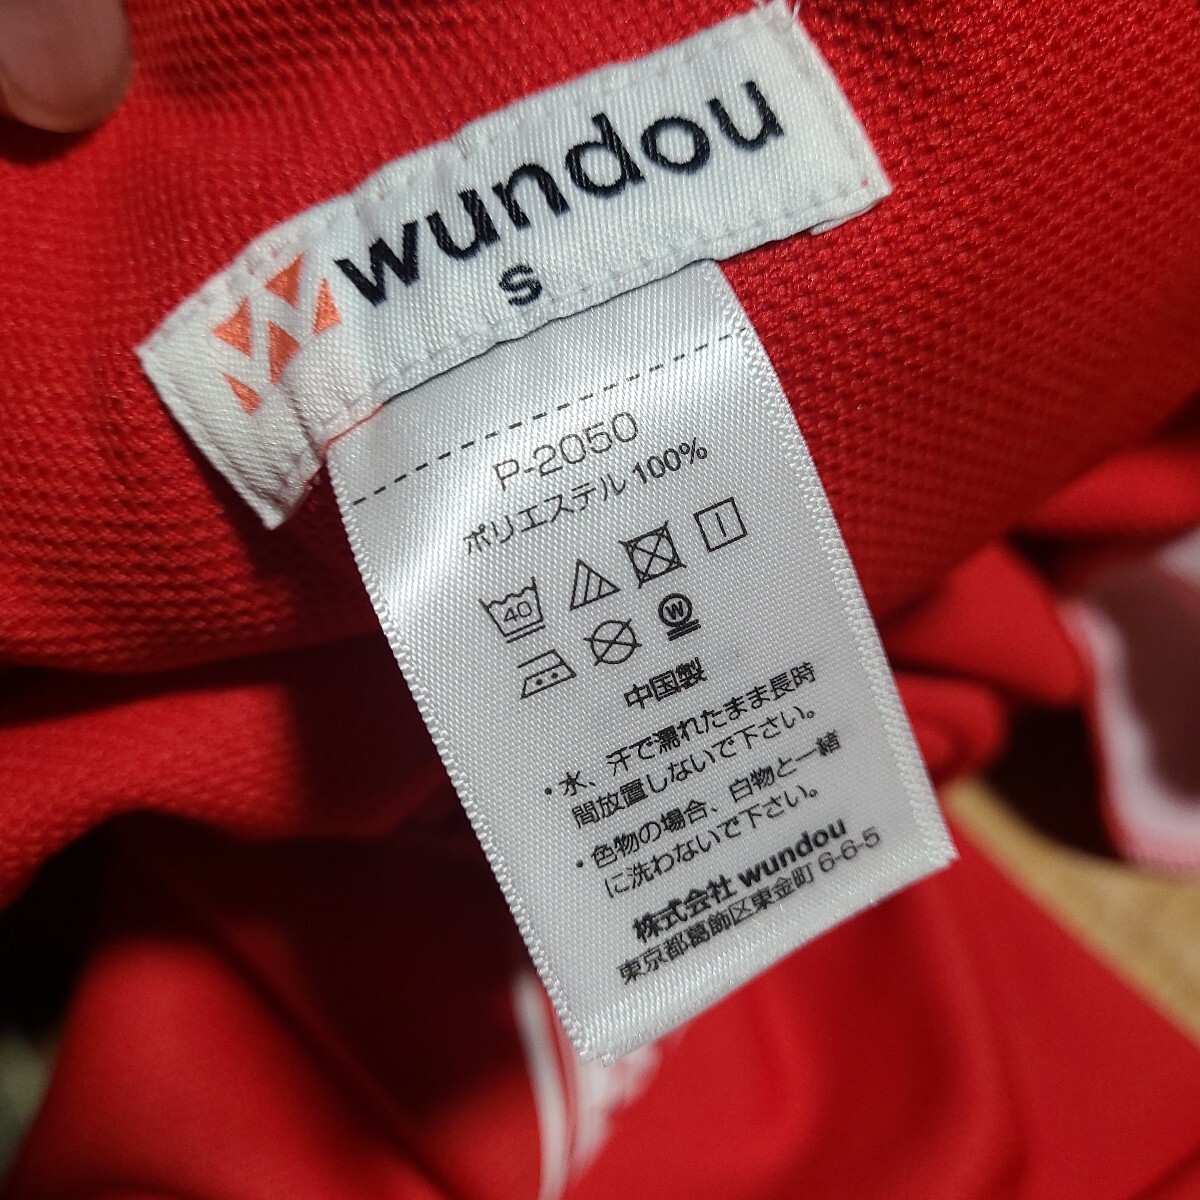 wundou
S
P-2050
ポリエステル 100%
40
W
中国製
・水、汗で濡れたまま長時
間放置しないで下さい。
・色物の場合、白物と一緒
に洗わないで下さい。
株式会社 wundou
東京都葛飾区東金町 6-6-5